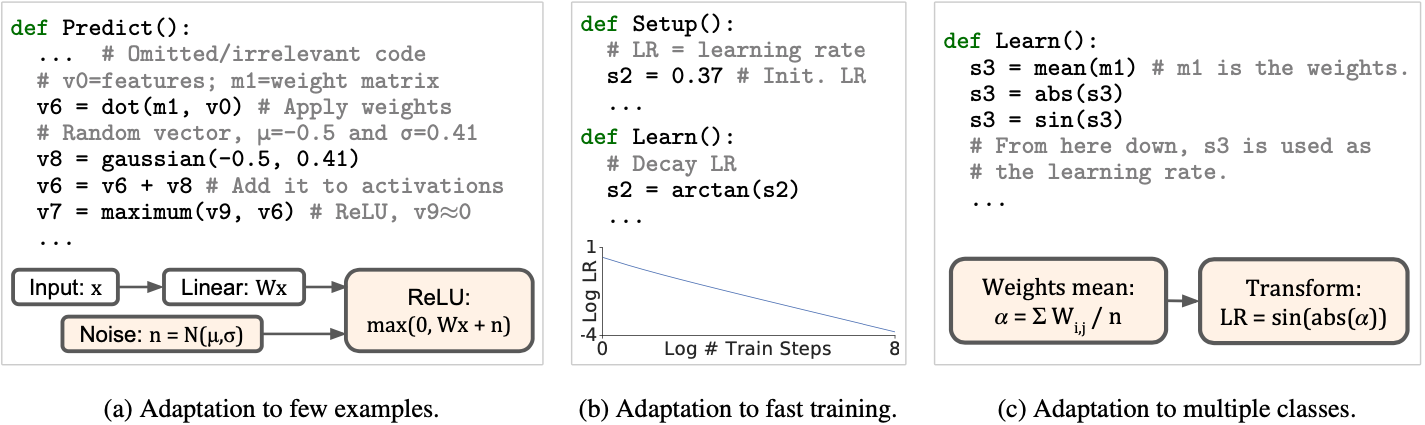 def Predict():
... # Omitted/irrelevant code
# v0=features; m1=weight matrix
v6 = dot(m1, v0) # Apply weights
# Random vector, μ=-0.5 and σ=0.41
v8 = gaussian(-0.5, 0.41)
v6 = v6 + v8 # Add it to activations
v7 = maximum(v9, v6) # ReLU, v9≈0
...
Input: x
Linear: Wx
Noise: n = N(μ,σ)
ReLU:
max(0, Wx + n)
(a) Adaptation to few examples.
def Setup():
# LR = learning rate
s2 = 0.37 # Init. LR
...
def Learn():
# Decay LR
s2 = arctan(s2)
...
1
Log LR
-4
0
Log # Train Steps
8
(b) Adaptation to fast training.
def Learn():
s3 = mean(m1) # m1 is the weights.
s3 = abs(s3)
s3 = sin(s3)
# From here down, s3 is used as
# the learning rate.
...
Weights mean:
α = Σ Wi,j / n
Transform:
LR = sin(abs(α))
(c) Adaptation to multiple classes.